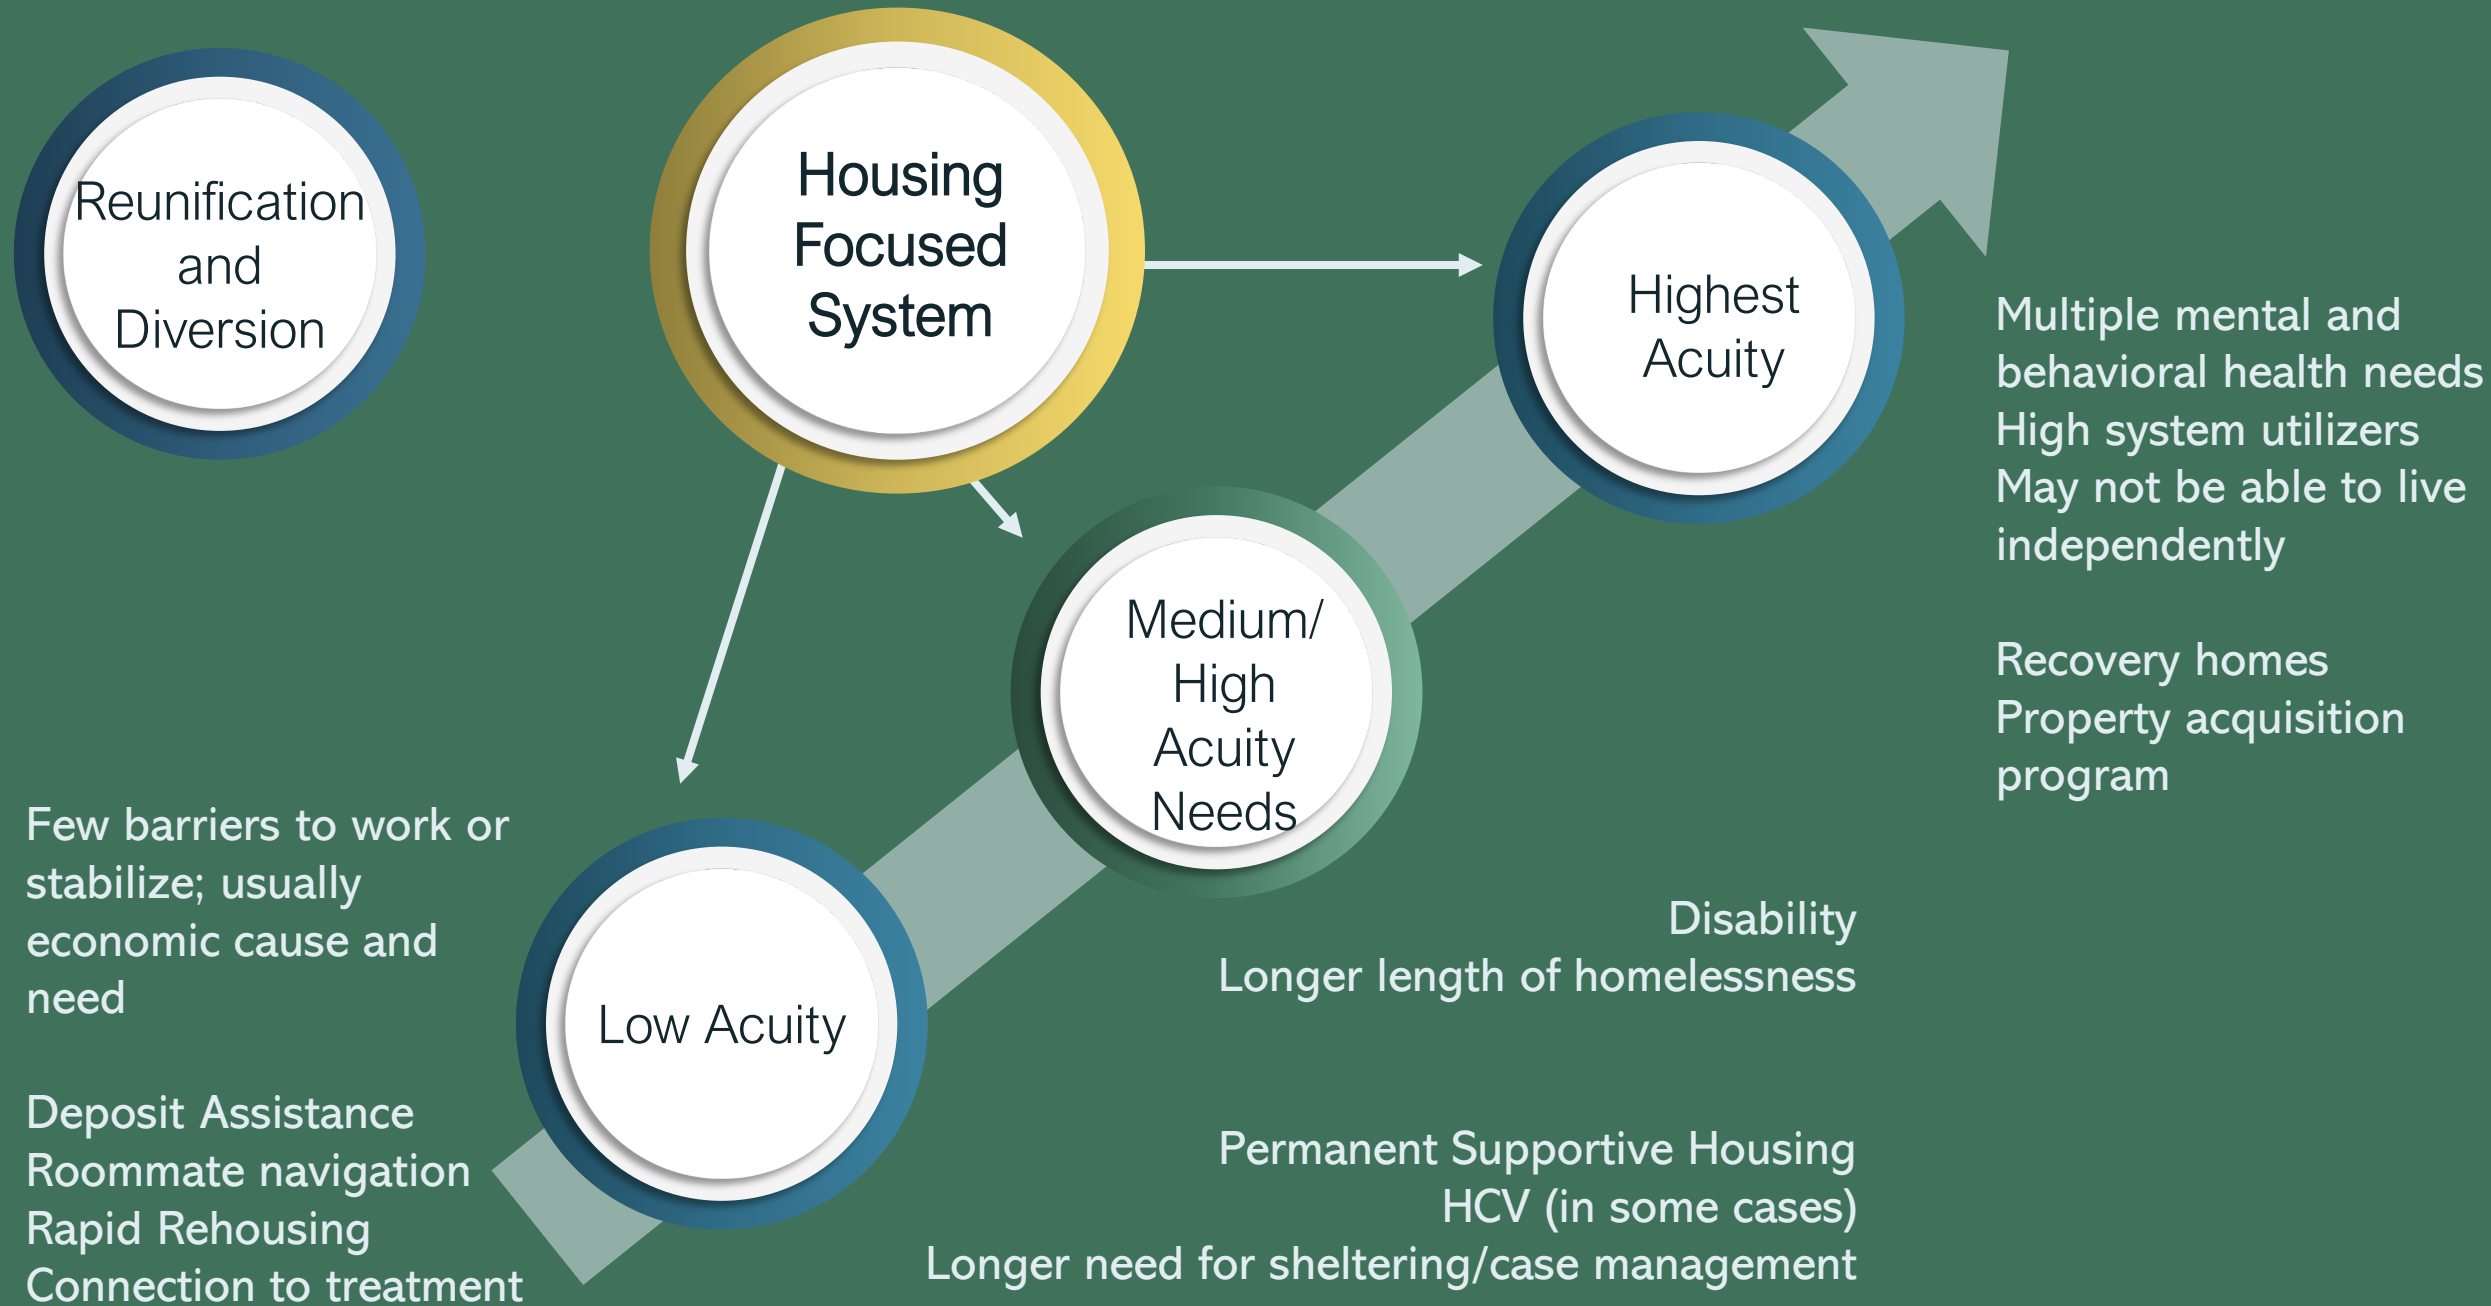 Reunification
and
Diversion
Housing
Focused
System
Highest
Acuity
Multiple mental and
behavioral health needs
High system utilizers
May not be able to live
independently
Recovery homes
Property acquisition
program
Medium/
High
Acuity
Needs
Disability
Longer length of homelessness
Permanent Supportive Housing
HCV (in some cases)
Longer need for sheltering/case management
Low Acuity
Few barriers to work or
stabilize; usually
economic cause and
need
Deposit Assistance
Roommate navigation
Rapid Rehousing
Connection to treatment